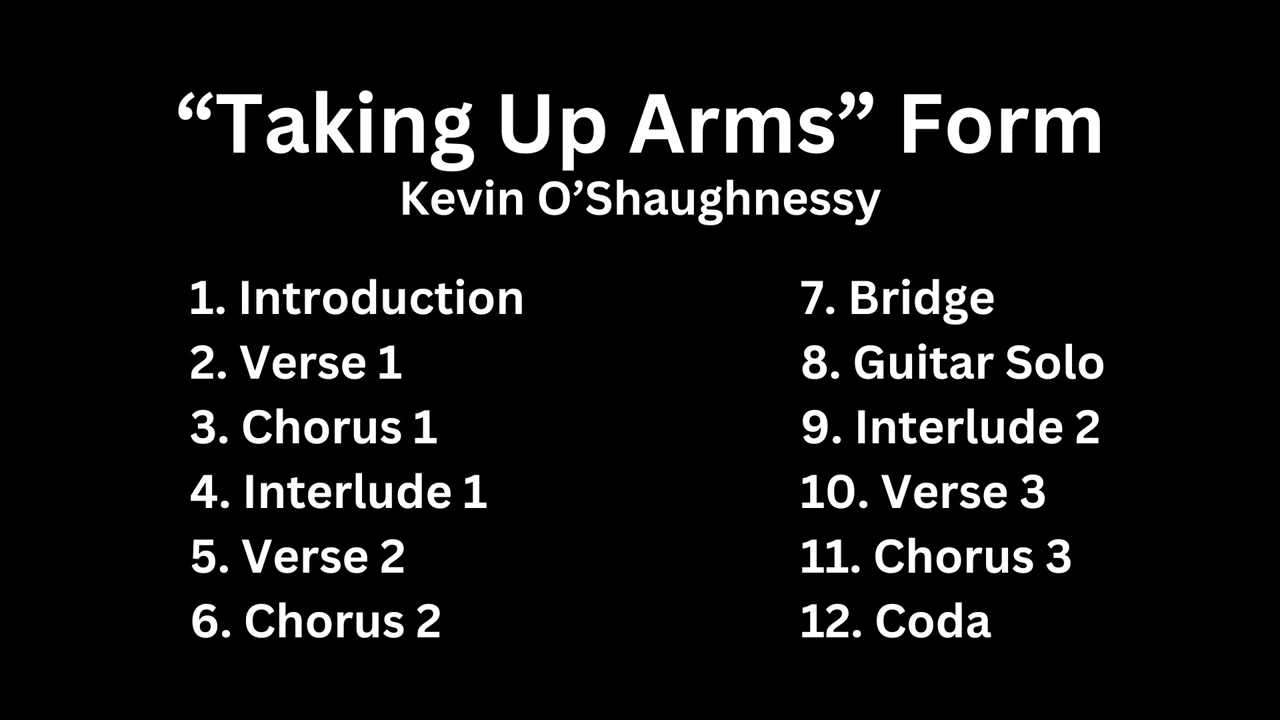 “Taking Up Arms” Form
Kevin O’Shaughnessy
1. Introduction
2. Verse 1
3. Chorus 1
4. Interlude 1
5. Verse 2
6. Chorus 2
7. Bridge
8. Guitar Solo
9. Interlude 2
10. Verse 3
11. Chorus 3
12. Coda